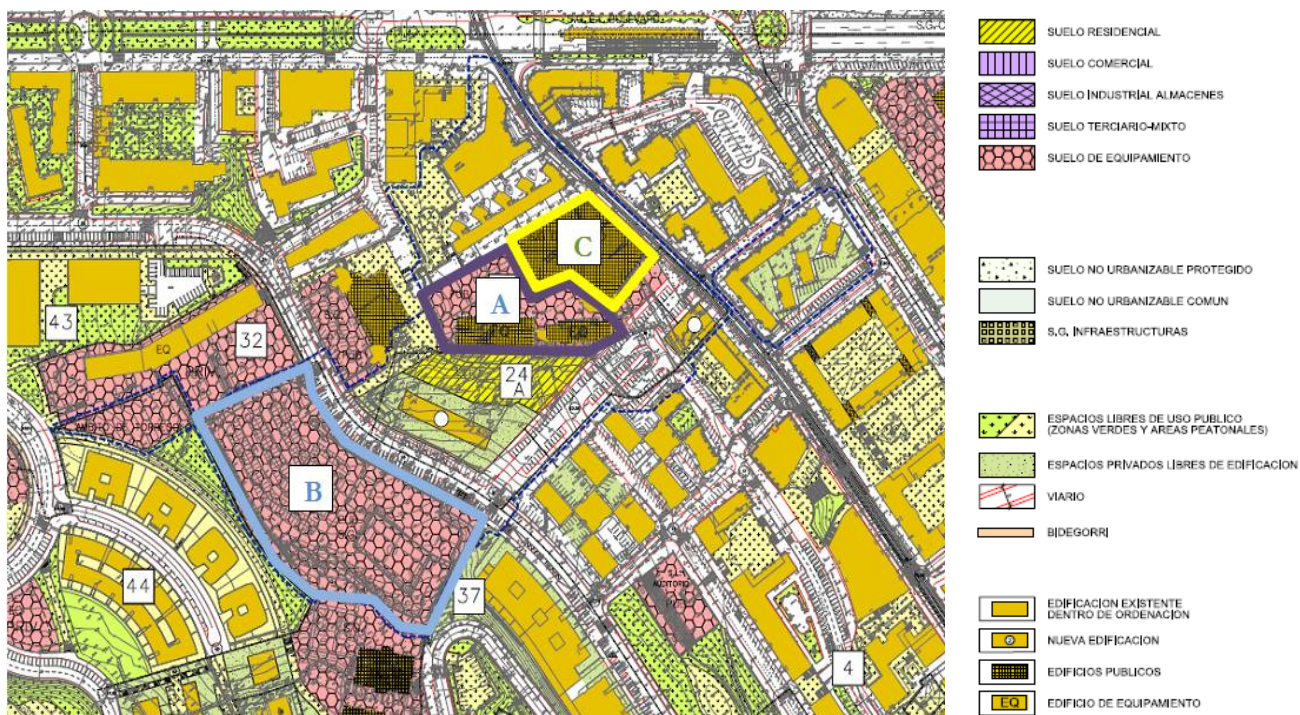 SUELO RESIDENCIAL
SUELO COMERCIAL
SUELO INDUSTRIAL ALMACENES
SUELO TERCIARIO-MIXTO
SUELO DE EQUIPAMIENTO
SUELO NO URBANIZABLE PROTEGIDO
SUELO NO URBANIZABLE COMUN
S.G. INFRAESTRUCTURAS
ESPACIOS LIBRES DE USO PUBLICO
(ZONAS VERDES Y AREAS PEATONALES)
ESPACIOS PRIVADOS LIBRES DE EDIFICACION
VIARIO
BIDEGORRI
EDIFICACION EXISTENTE
DENTRO DE ORDENACION
NUEVA EDIFICACION
EDIFICIOS PUBLICOS
EQ
EDIFICIO DE EQUIPAMIENTO
C
A
EQ
EQ
43
32
EQ
24
A
B
44
37
AUDITORIO
4